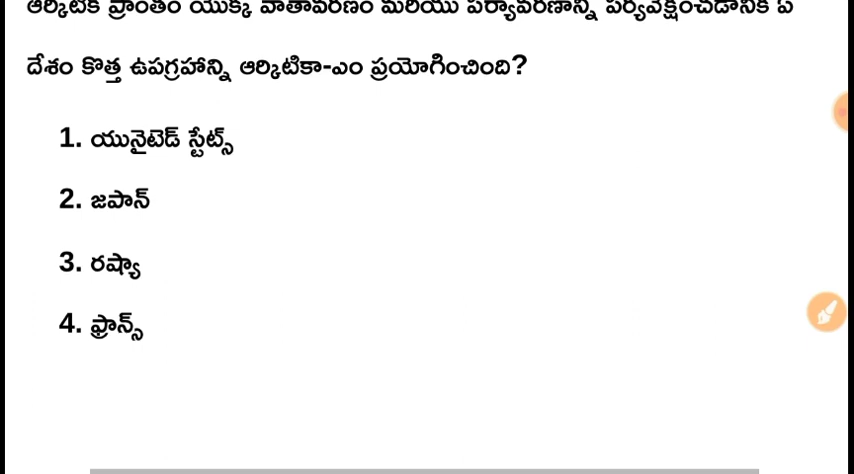 ఆర్కిటిక్ ప్రాంతం యొక్క వాతావరణం మరియు పర్యావరణాన్ని పర్యవేక్షించడానికి ఏ
దేశం కొత్త ఉపగ్రహాన్ని ఆర్కిటికా-ఎం ప్రయోగించింది?
1. యునైటెడ్ స్టేట్స్
2. జపాన్
3. రష్యా
4. ఫ్రాన్స్